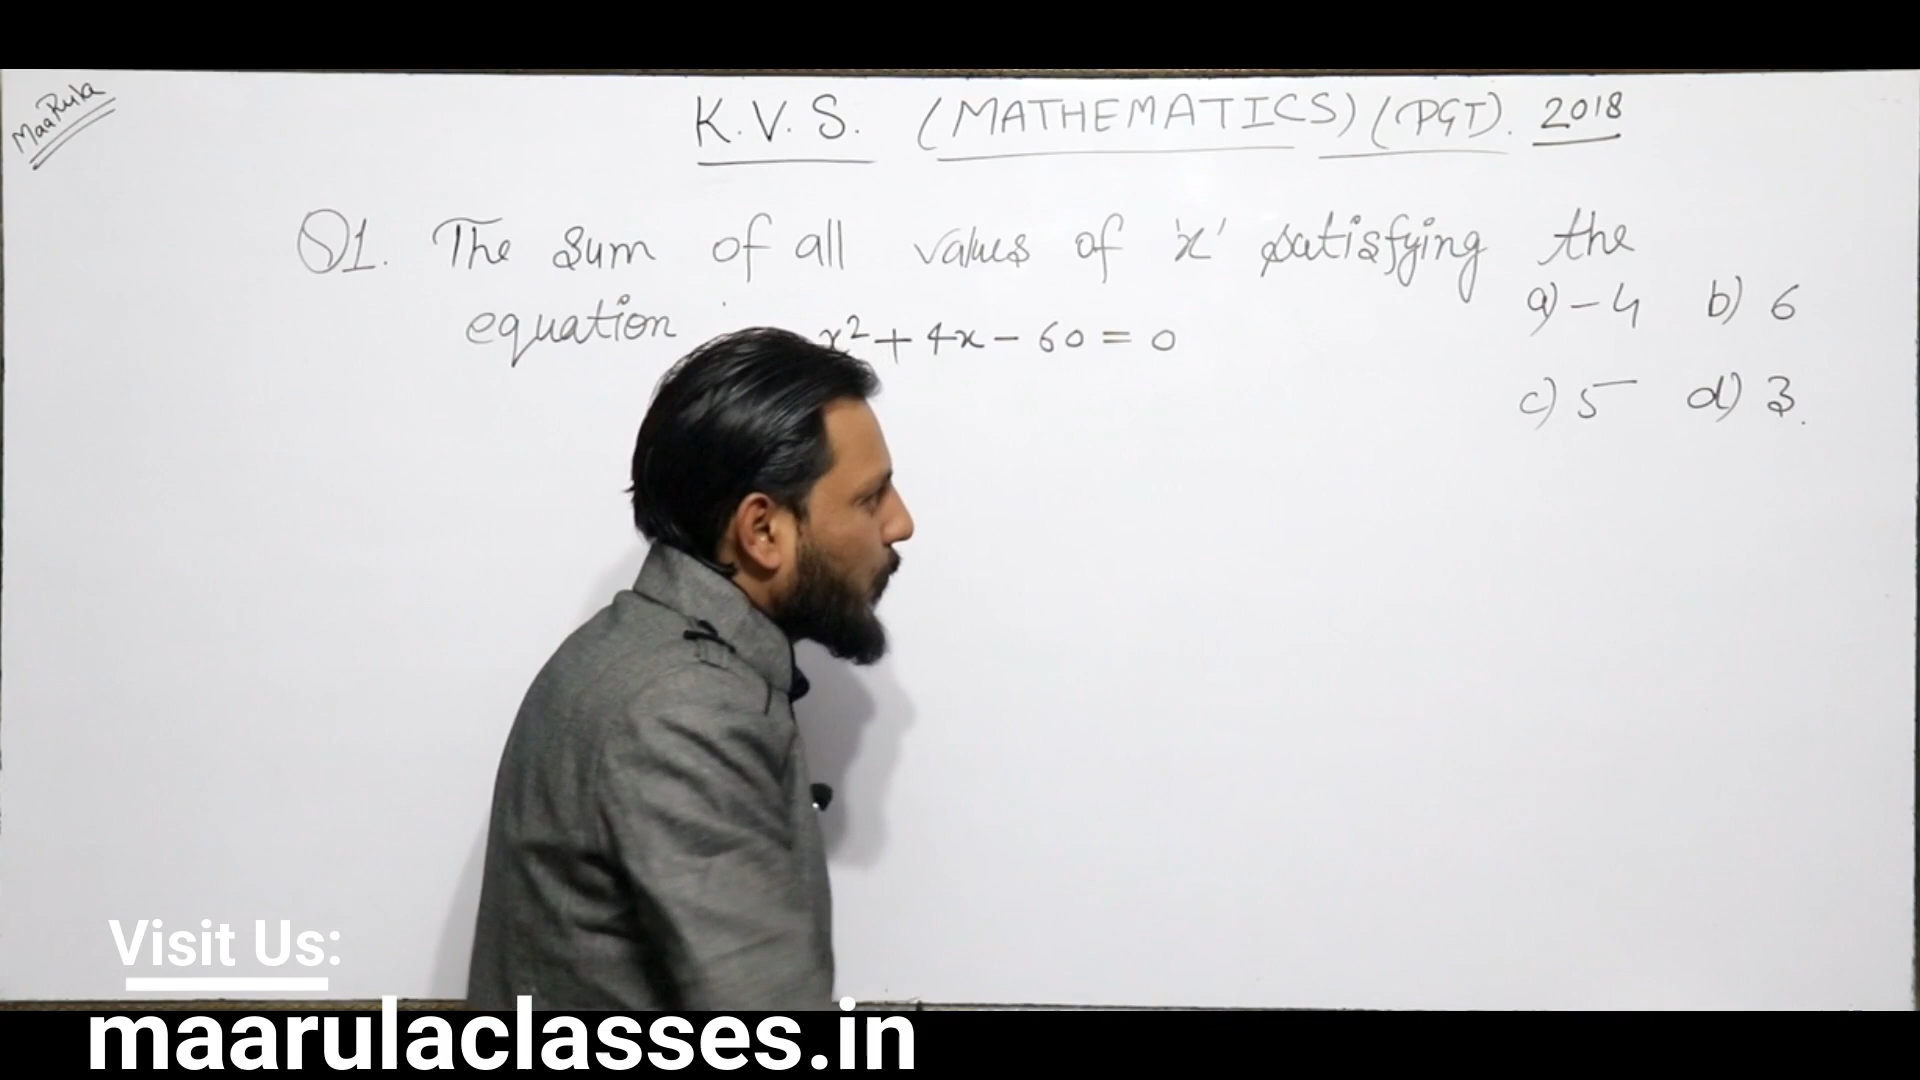 MaaRula
K.V.S. (MATHEMATICS) (PGT). 2018
Q1. The Sum of all values of 'x' satisfying the
equation x²+4x-60=0
a) -4 b) 6
c) 5 d) 3.
Visit Us:
maarulaclasses.in